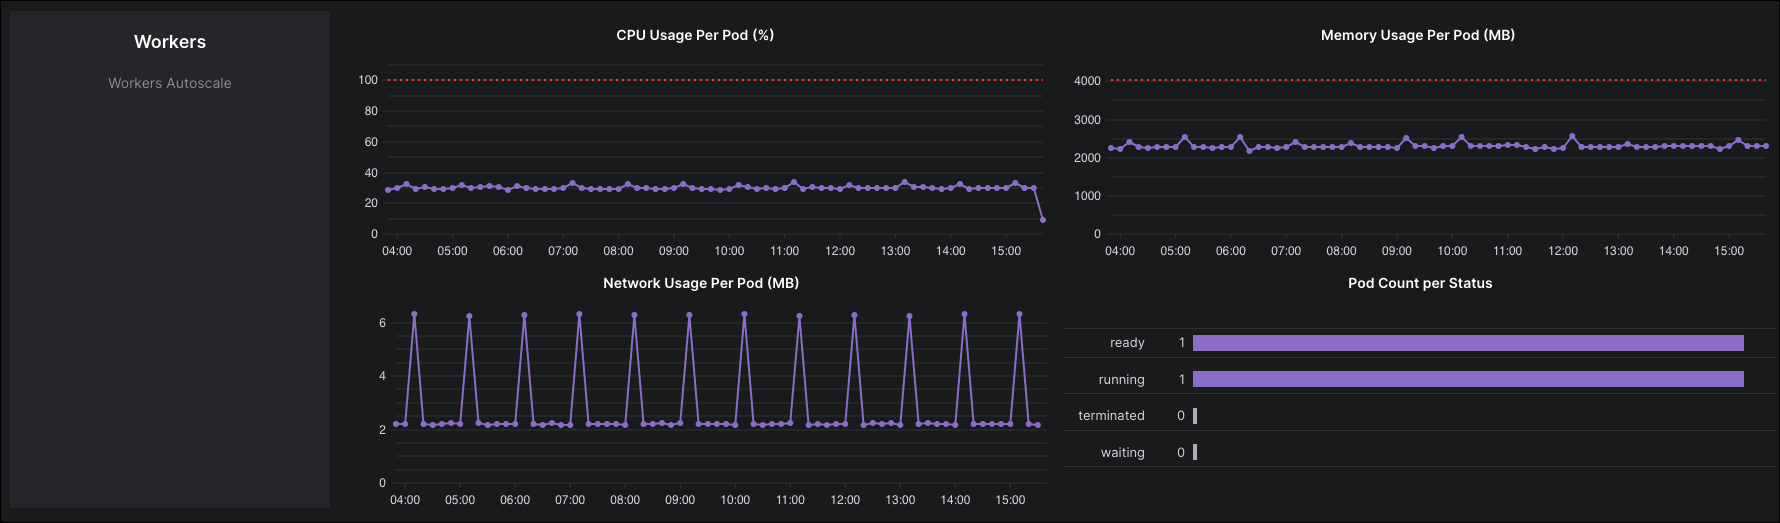 Workers
Workers Autoscale
CPU Usage Per Pod (%)
100
80
60
40
20
0
04:00 05:00 06:00 07:00 08:00 09:00 10:00 11:00 12:00 13:00 14:00 15:00
Memory Usage Per Pod (MB)
4000
3000
2000
1000
0
04:00 05:00 06:00 07:00 08:00 09:00 10:00 11:00 12:00 13:00 14:00 15:00
Network Usage Per Pod (MB)
6
4
2
0
04:00 05:00 06:00 07:00 08:00 09:00 10:00 11:00 12:00 13:00 14:00 15:00
Pod Count per Status
ready 1
running 1
terminated 0
waiting 0